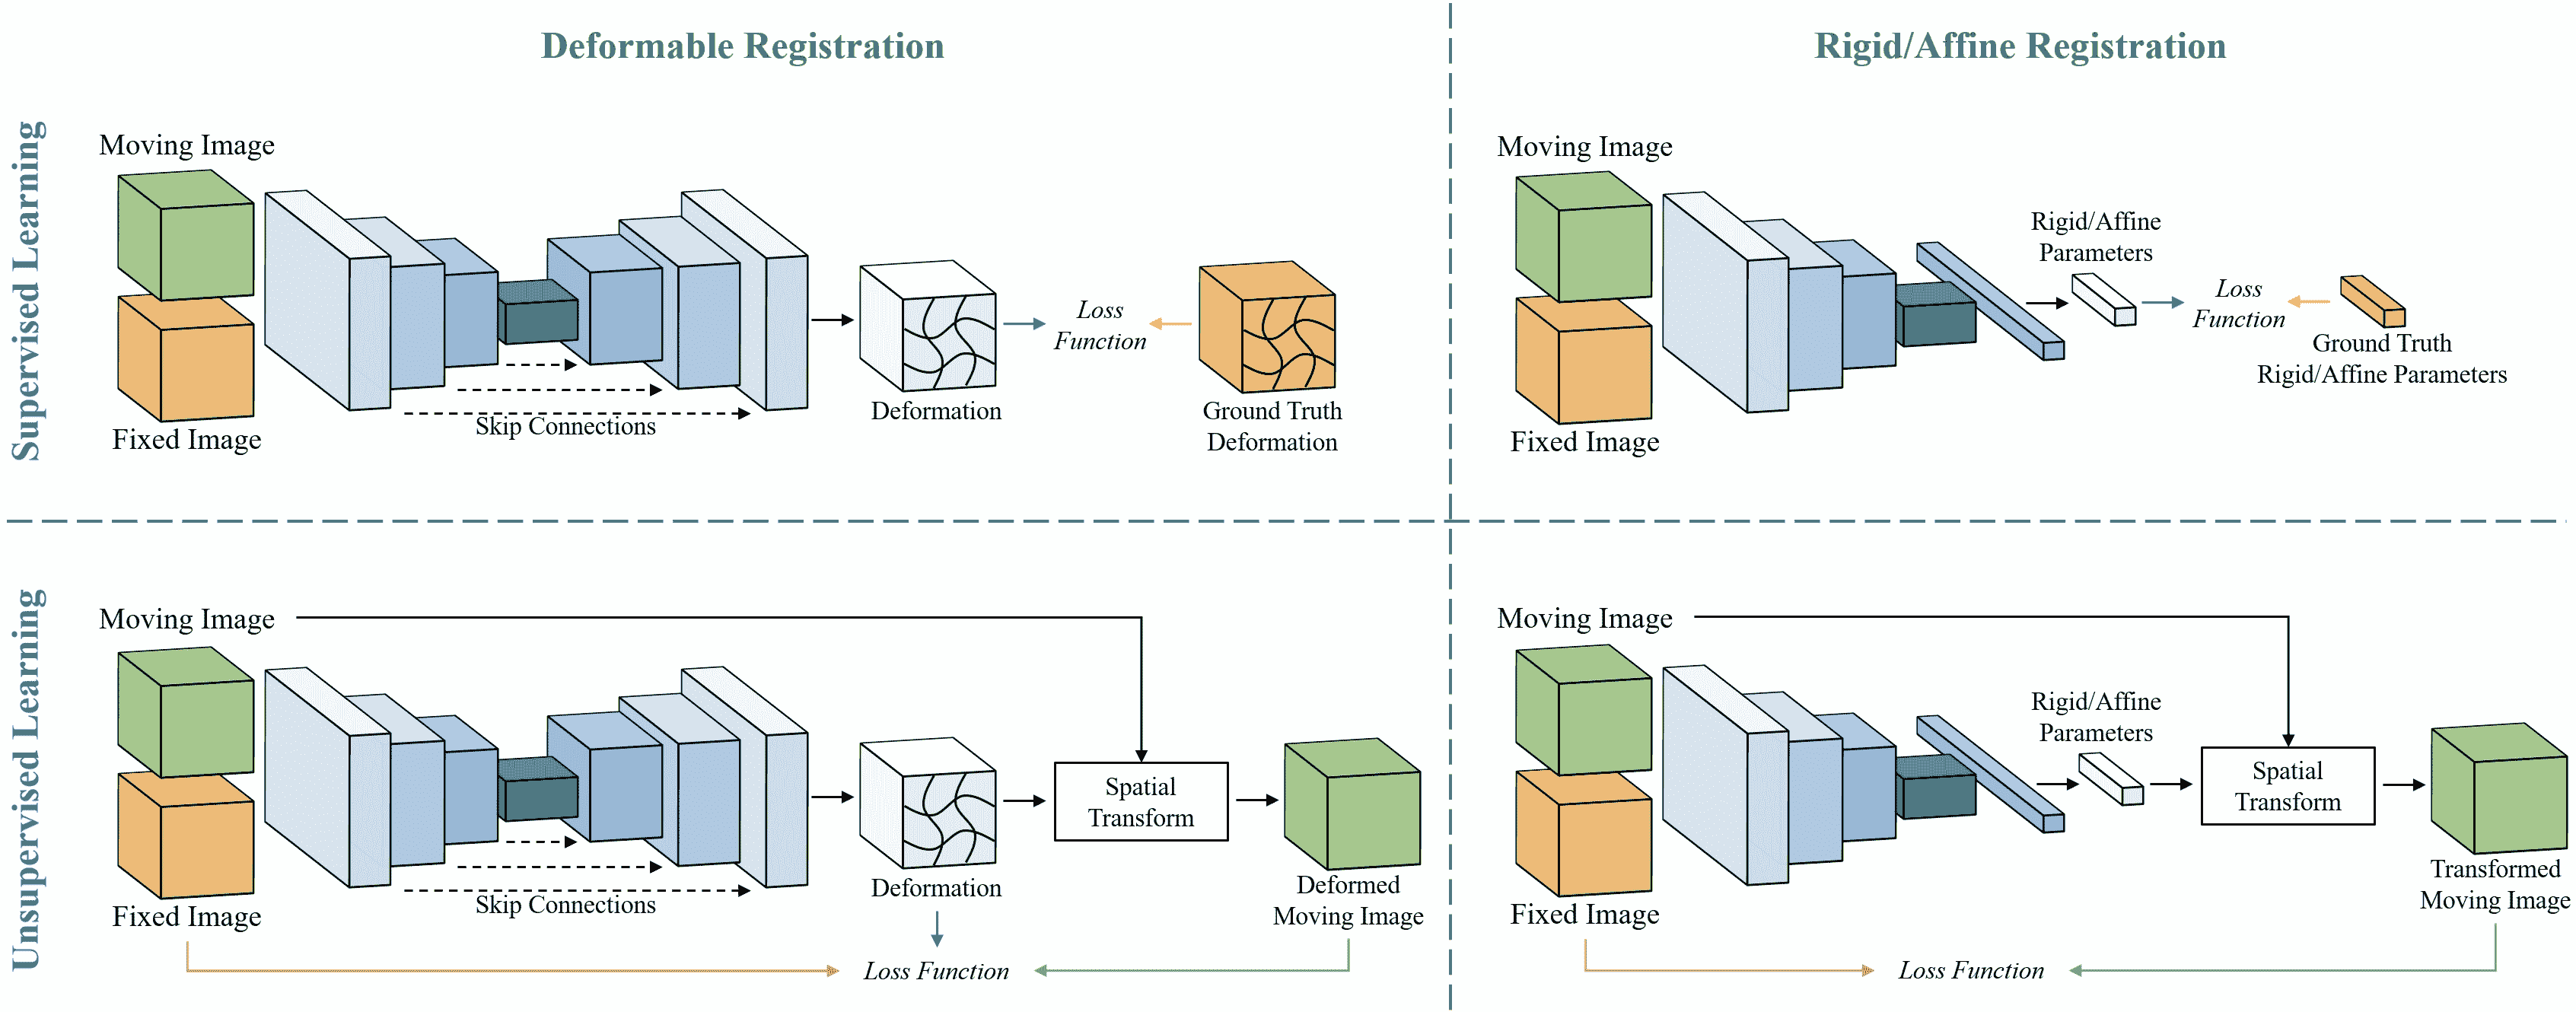 Deformable Registration
Rigid/Affine Registration
Supervised Learning
Moving Image
Fixed Image
Skip Connections
Deformation
Loss
Function
Ground Truth
Deformation
Moving Image
Fixed Image
Rigid/Affine
Parameters
Loss
Function
Ground Truth
Rigid/Affine Parameters
Unsupervised Learning
Moving Image
Fixed Image
Skip Connections
Deformation
Spatial
Transform
Deformed
Moving Image
Loss Function
Moving Image
Fixed Image
Rigid/Affine
Parameters
Spatial
Transform
Transformed
Moving Image
Loss Function